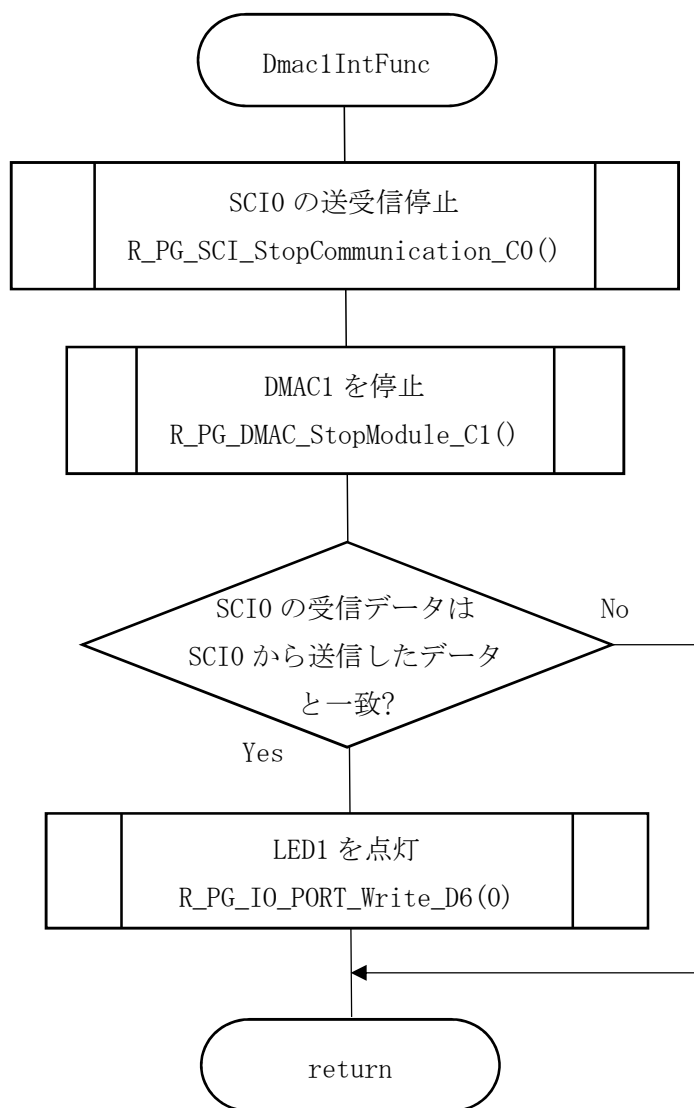 Dmac1IntFunc
SCI0 の送受信停止
R_PG_SCI_StopCommunication_C0()
DMAC1 を停止
R_PG_DMAC_StopModule_C1()
SCI0 の受信データは
SCI0 から送信したデータ
と一致?
No
Yes
LED1 を点灯
R_PG_IO_PORT_Write_D6(0)
return